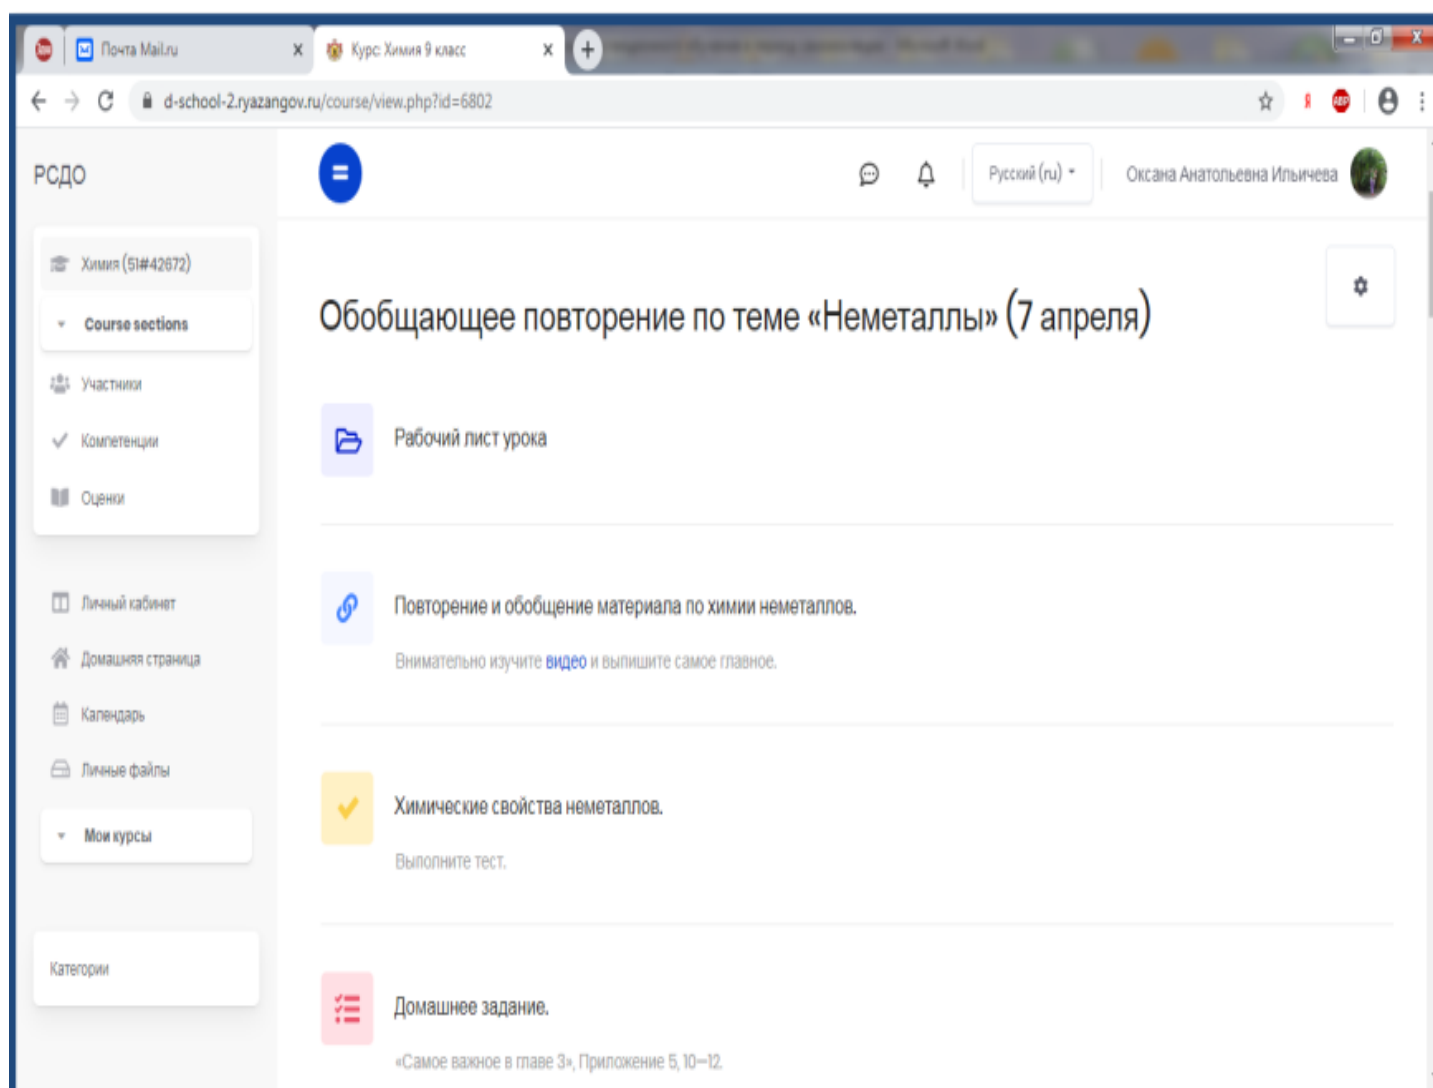 Почта Mail.ru
Курс: Химия 9 класс
d-school-2.ryazangov.ru/course/view.php?id=6802
Я
ABP
РСДО
Русский (ru)
Оксана Анатольевна Ильичева
Химия (51#42672)
Course sections
Участники
Компетенции
Оценки
Личный кабинет
Домашняя страница
Календарь
Личные файлы
Мои курсы
Категории
Обобщающее повторение по теме «Неметаллы» (7 апреля)
Рабочий лист урока
Повторение и обобщение материала по химии неметаллов.
Внимательно изучите видео и выпишите самое главное.
Химические свойства неметаллов.
Выполните тест.
Домашнее задание.
«Самое важное в главе 3», Приложение 5, 10—12.